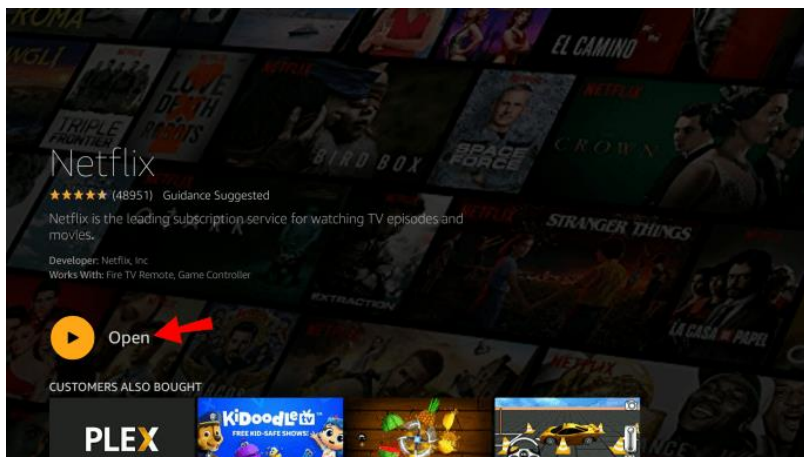 ROMA
EL CAMINO
NETFLIX
LOVE
DEATH
ROBOTS
TRIPLE
FRONTIER
BIRD BOX
SPACE
FORCE
CROWN
Netflix
(48951) Guidance Suggested
Netflix is the leading subscription service for watching TV episodes and
movies.
STRANGER THINGS
Developer: Netflix, Inc
Works With: Fire TV Remote, Game Controller
EXTRACTION
LA CASA DE PAPEL
NETFLIX
Open
CUSTOMERS ALSO BOUGHT
PLEX
KiDoodle tv
FREE KID-SAFE SHOWS!